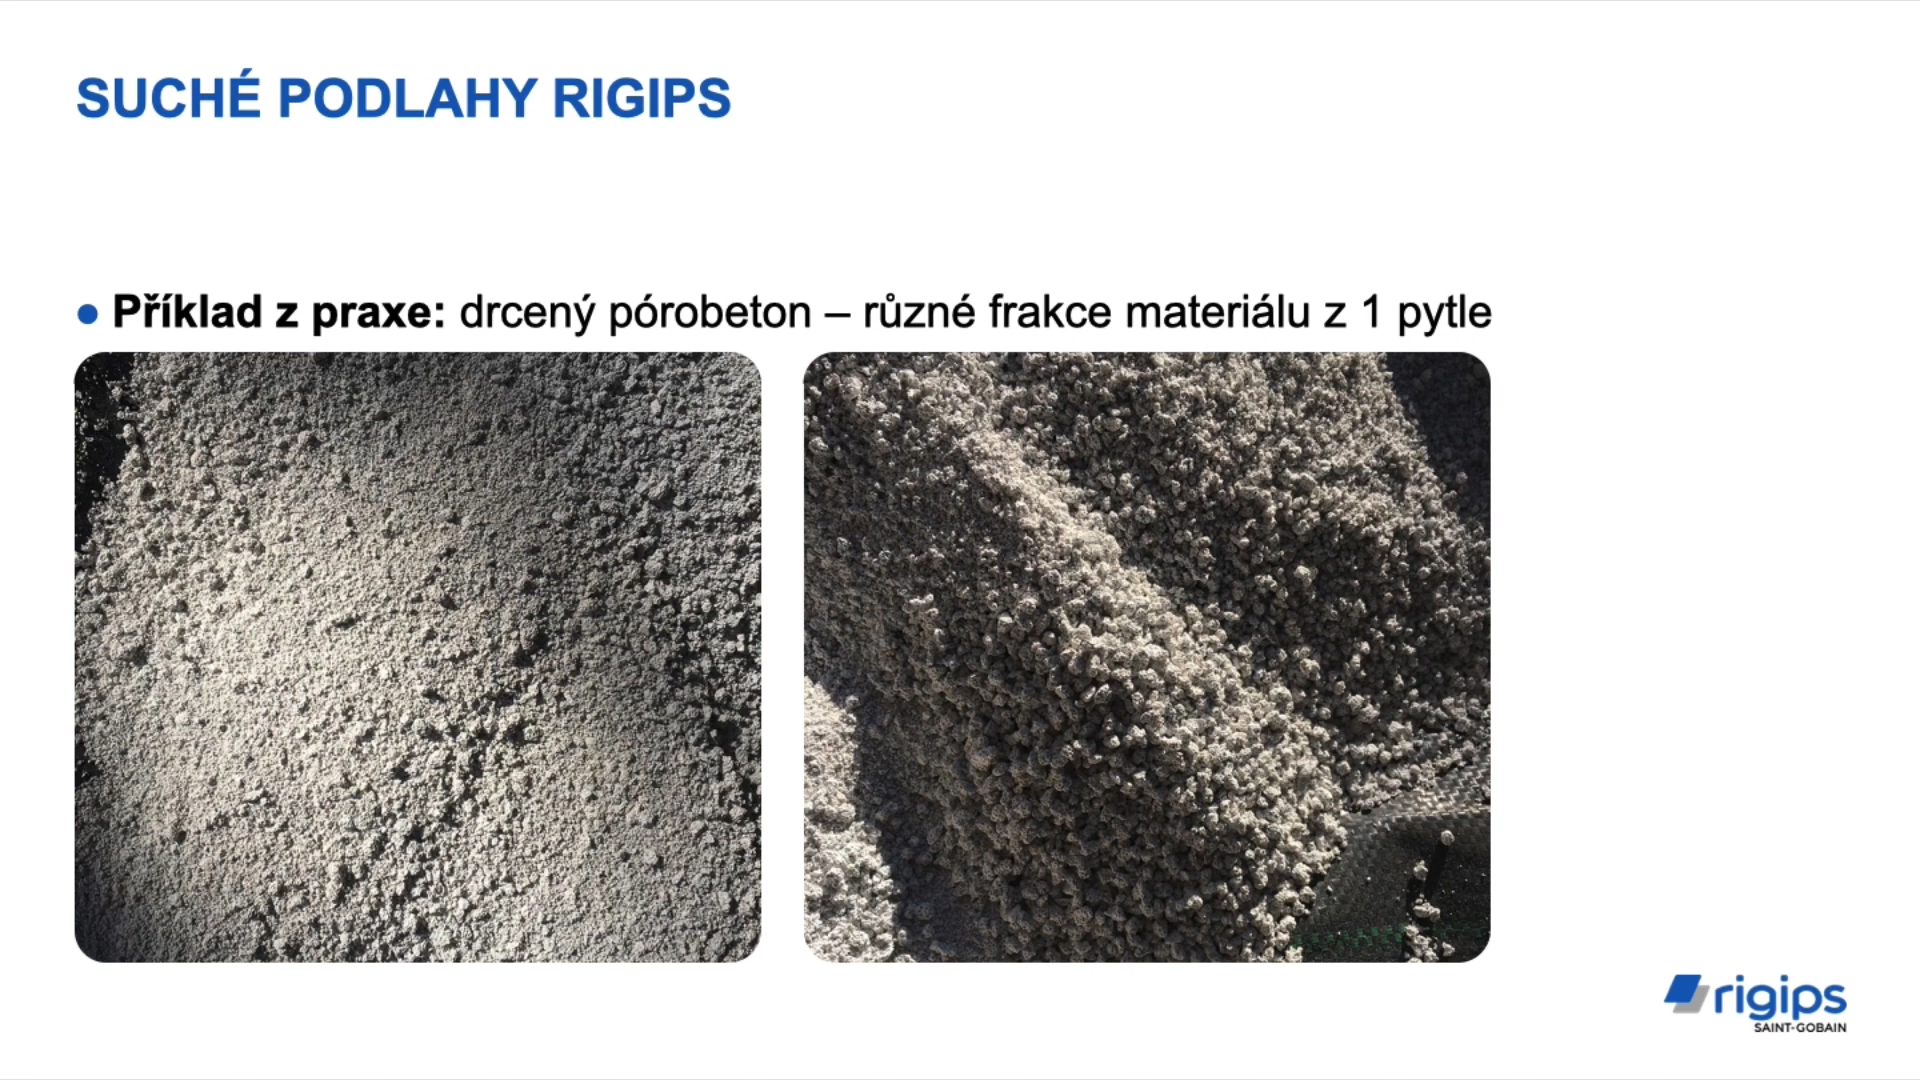 SUCHÉ PODLAHY RIGIPS
● Příklad z praxe: drcený pórobeton – různé frakce materiálu z 1 pytle
rigips
SAINT-GOBAIN